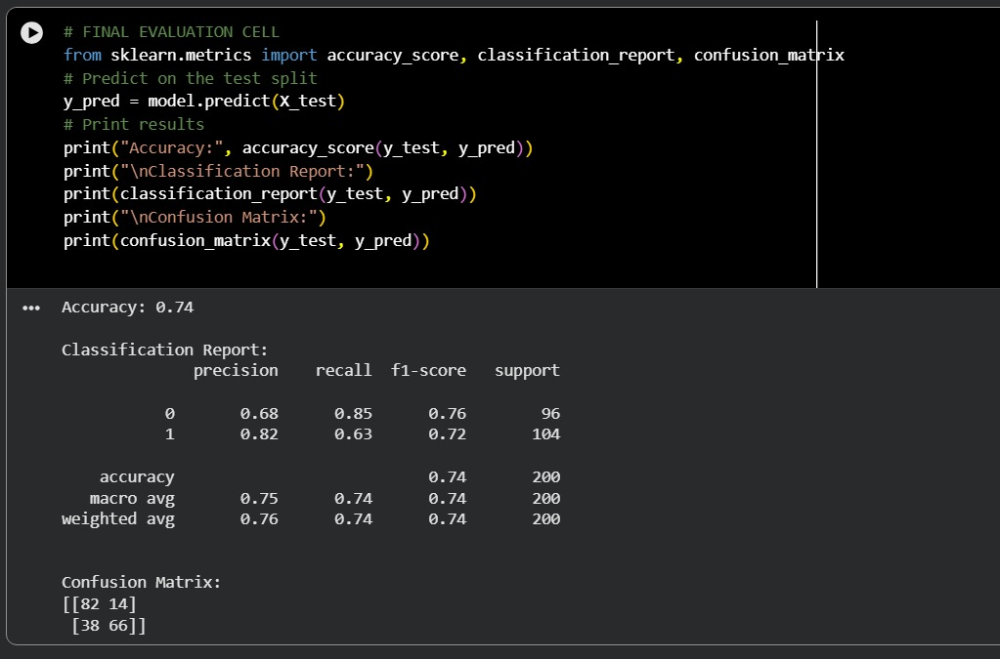 # FINAL EVALUATION CELL
from sklearn.metrics import accuracy_score, classification_report, confusion_matrix
# Predict on the test split
y_pred = model.predict(X_test)
# Print results
print("Accuracy:", accuracy_score(y_test, y_pred))
print("\nClassification Report:")
print(classification_report(y_test, y_pred))
print("\nConfusion Matrix:")
print(confusion_matrix(y_test, y_pred))
Accuracy: 0.74
Classification Report:
precision recall f1-score support
0 0.68 0.85 0.76 96
1 0.82 0.63 0.72 104
accuracy 0.74 200
macro avg 0.75 0.74 0.74 200
weighted avg 0.76 0.74 0.74 200
Confusion Matrix:
[[82 14]
[38 66]]